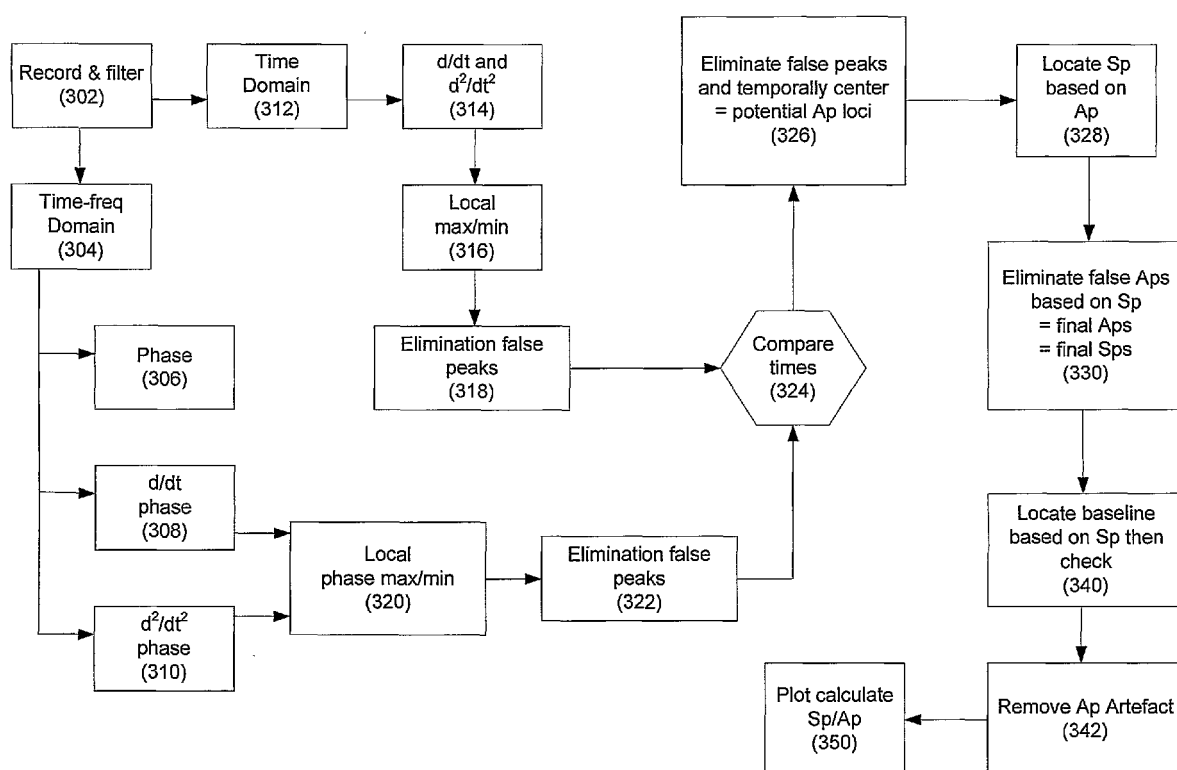 Record & filter
(302)
Time
Domain
(312)
d/dt and
d²/dt²
(314)
Eliminate false peaks
and temporally center
= potential Ap loci
(326)
Locate Sp
based on
Ap
(328)
Time-freq
Domain
(304)
Local
max/min
(316)
Phase
(306)
Elimination false
peaks
(318)
Compare
times
(324)
Eliminate false Aps
based on Sp
= final Aps
= final Sps
(330)
d/dt
phase
(308)
Local
phase max/min
(320)
Elimination false
peaks
(322)
Locate baseline
based on Sp then
check
(340)
d²/dt²
phase
(310)
Plot calculate
Sp/Ap
(350)
Remove Ap Artefact
(342)